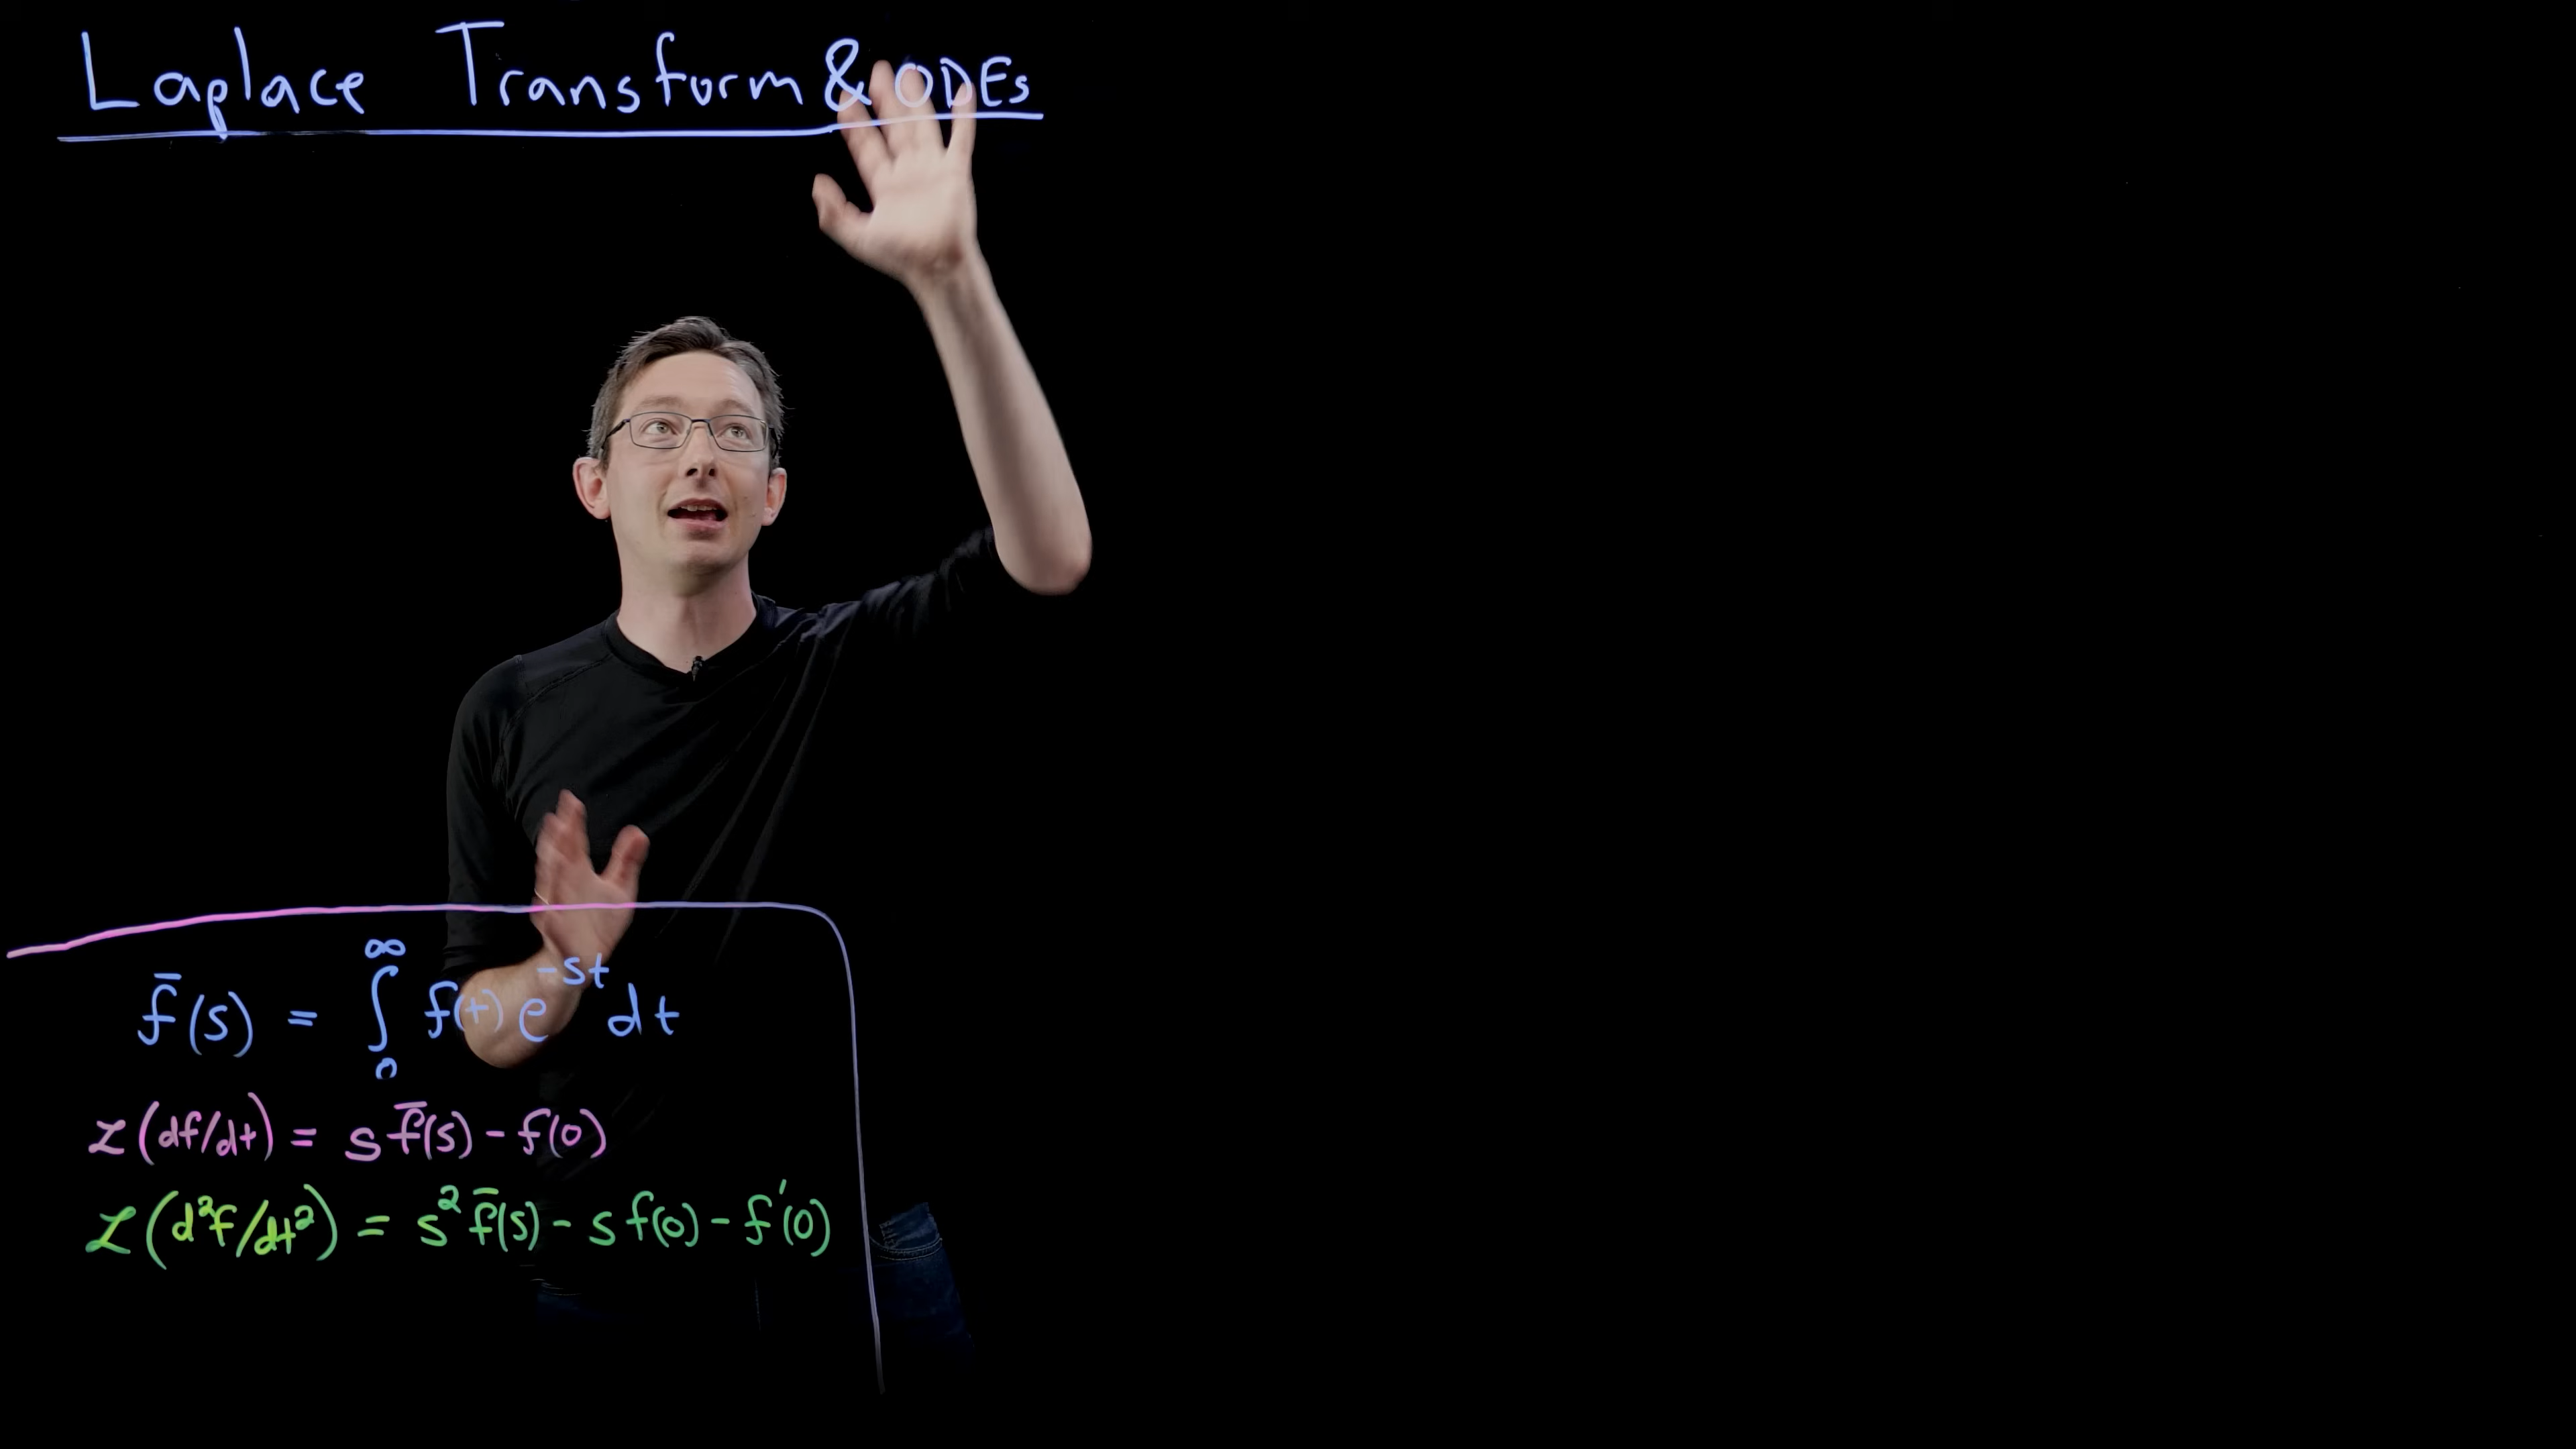 Laplace Transform & ODEs
f̄(s) = ∫₀^∞ f(t) e^{-st} dt
ℒ(df/dt) = s f̄(s) - f(0)
ℒ(d²f/dt²) = s² f̄(s) - s f(0) - f'(0)